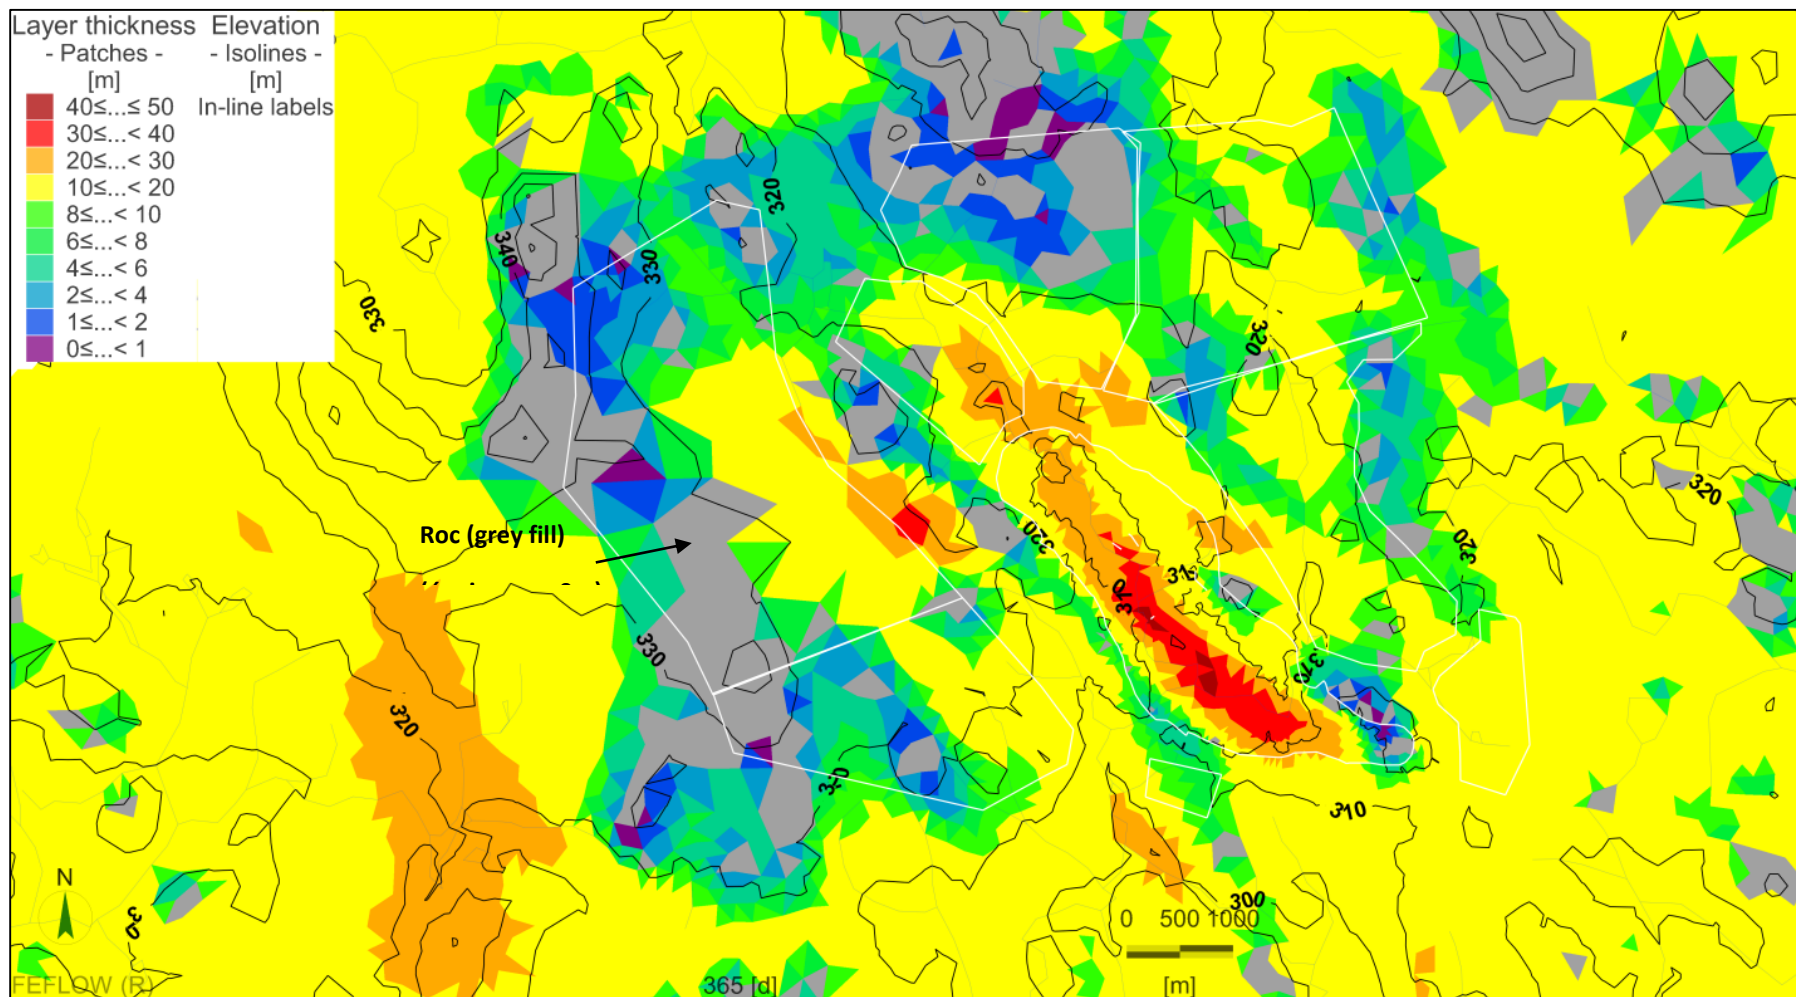 Layer thickness
- Patches -
[m]
40≤...≤ 50
30≤...< 40
20≤...< 30
10≤...< 20
8≤...< 10
6≤...< 8
4≤...< 6
2≤...< 4
1≤...< 2
0≤...< 1
Elevation
- Isolines -
[m]
In-line labels
320
340
330
330
320
320
Roc (grey fill)
320
320
310
370
330
320
310
300
N
0 500 1000
[m]
365 [d]
FEFLOW (R)